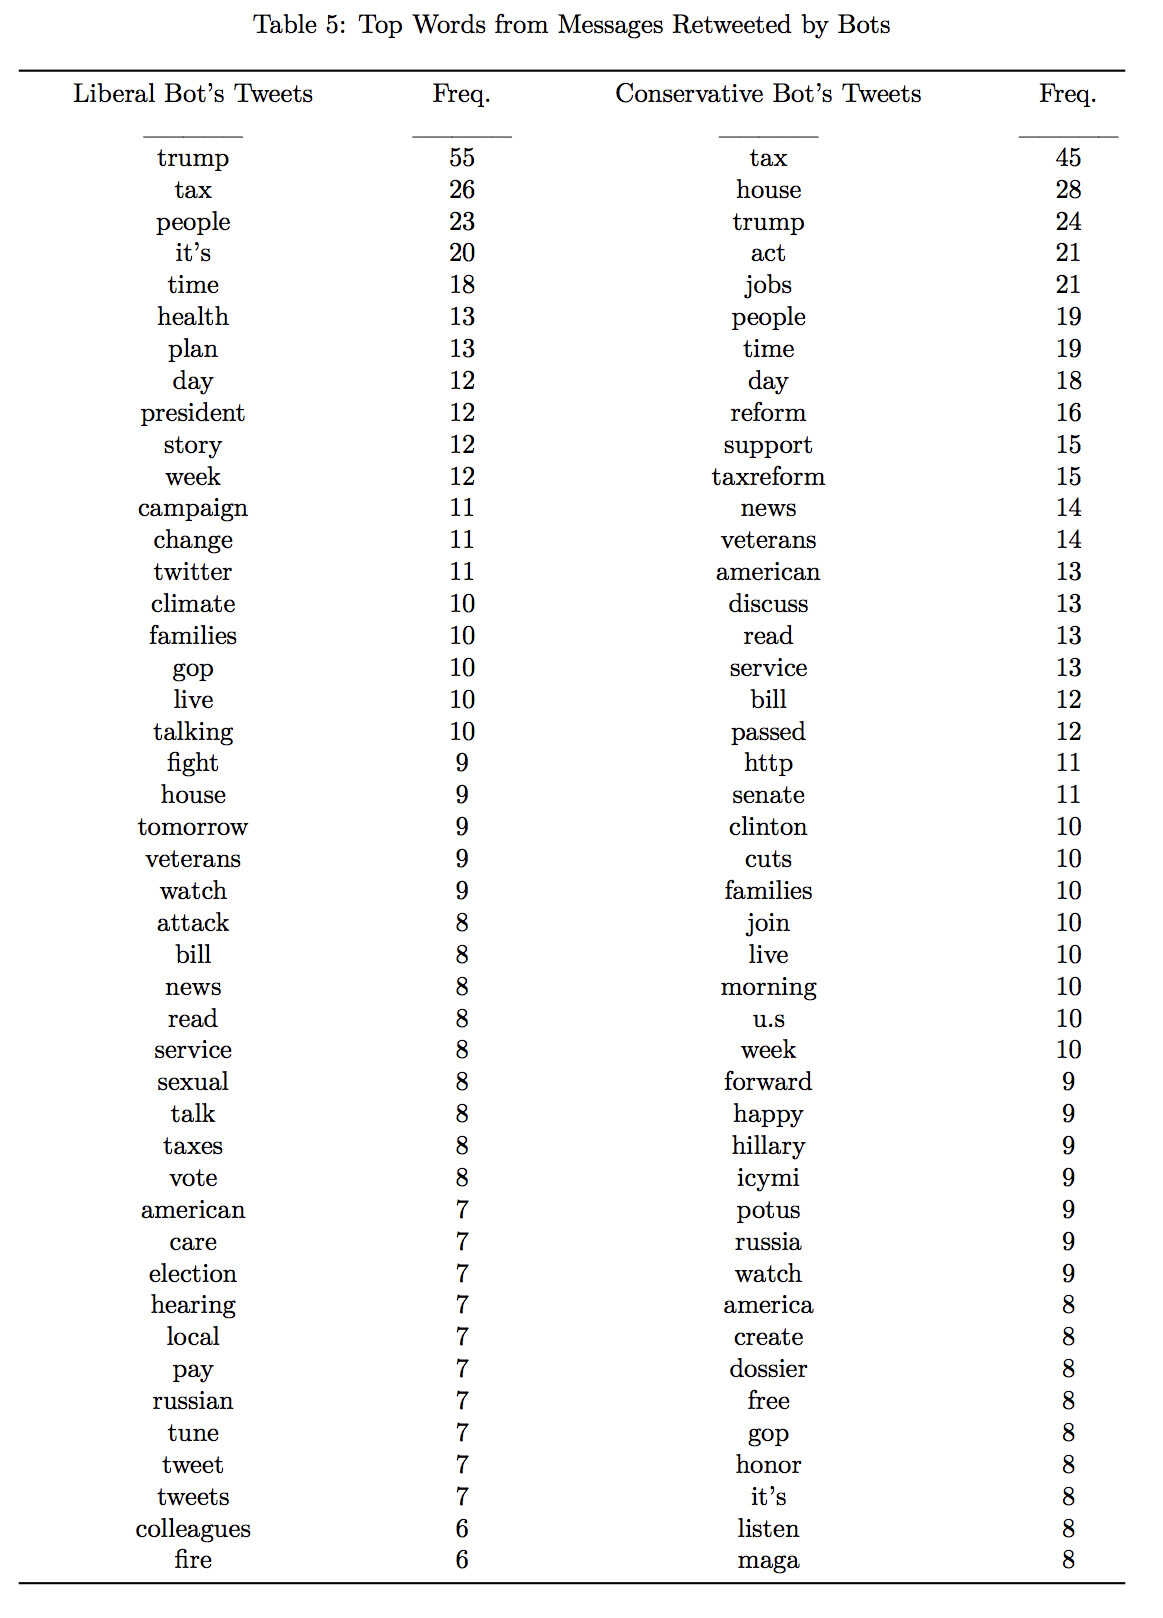 Table 5: Top Words from Messages Retweeted by Bots
Liberal Bot's Tweets Freq. Conservative Bot's Tweets Freq.
trump 55 tax 45
tax 26 house 28
people 23 trump 24
it's 20 act 21
time 18 jobs 21
health 13 people 19
plan 13 time 19
day 12 day 18
president 12 reform 16
story 12 support 15
week 12 taxreform 15
campaign 11 news 14
change 11 veterans 14
twitter 11 american 13
climate 10 discuss 13
families 10 read 13
gop 10 service 13
live 10 bill 12
talking 10 passed 12
fight 9 http 11
house 9 senate 11
tomorrow 9 clinton 10
veterans 9 cuts 10
watch 9 families 10
attack 8 join 10
bill 8 live 10
news 8 morning 10
read 8 u.s 10
service 8 week 10
sexual 8 forward 9
talk 8 happy 9
taxes 8 hillary 9
vote 8 icymi 9
american 7 potus 9
care 7 russia 9
election 7 watch 9
hearing 7 america 8
local 7 create 8
pay 7 dossier 8
russian 7 free 8
tune 7 gop 8
tweet 7 honor 8
tweets 7 it's 8
colleagues 6 listen 8
fire 6 maga 8